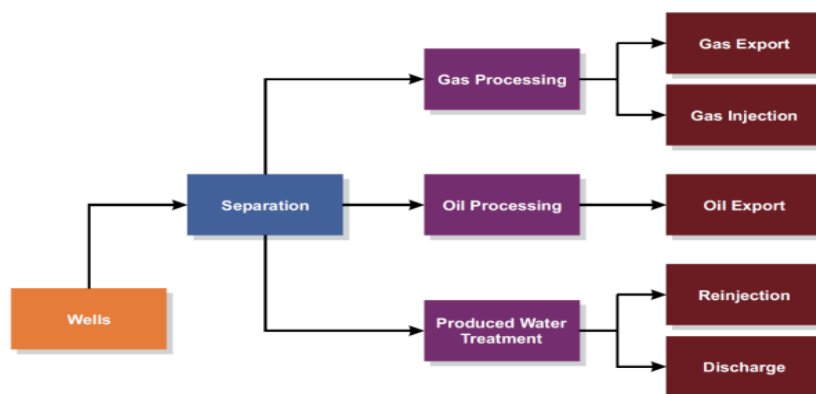 Gas Export
Gas Processing
Gas Injection
Separation
Oil Processing
Oil Export
Wells
Produced Water
Treatment
Reinjection
Discharge